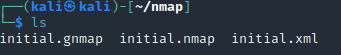 ┌──(kali㉿kali)-[~/nmap]
└─$ ls
initial.gnmap  initial.nmap  initial.xml